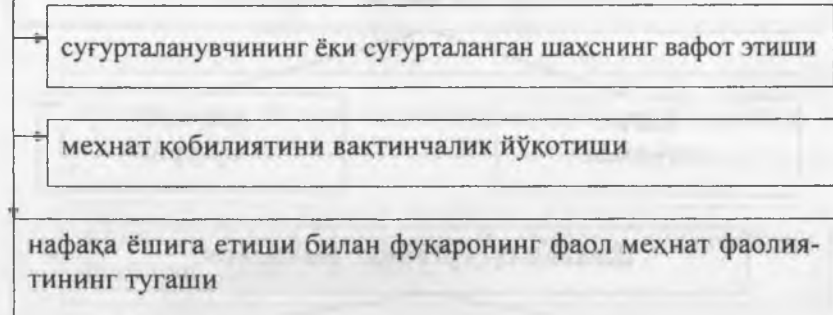 суғурталанувчининг ёки суғурталанган шахснинг вафот этиши
меҳнат қобилиятини вақтинчалик йўқотиши
нафақа ёшига етиши билан фуқаронинг фаол меҳнат фаолия-
тининг тугаши